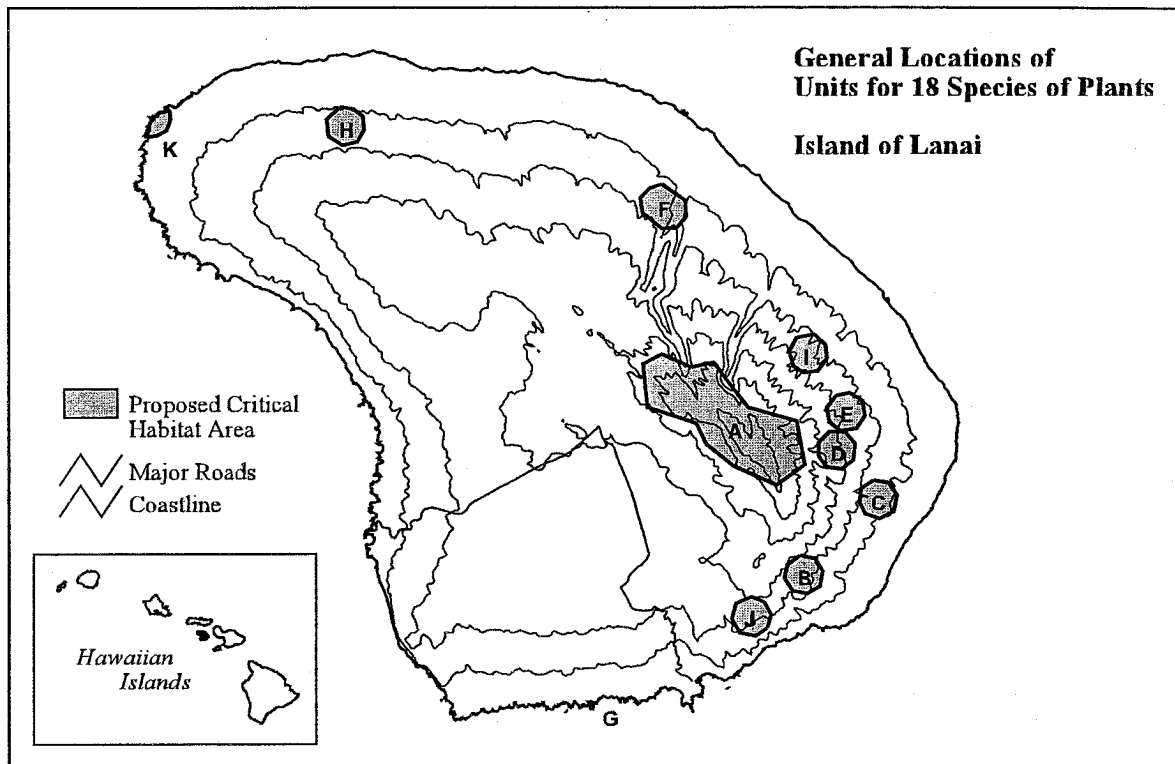 General Locations of
Units for 18 Species of Plants
Island of Lanai
K
H
F
I
E
A
D
C
B
J
G
Proposed Critical
Habitat Area
Major Roads
Coastline
Hawaiian
Islands